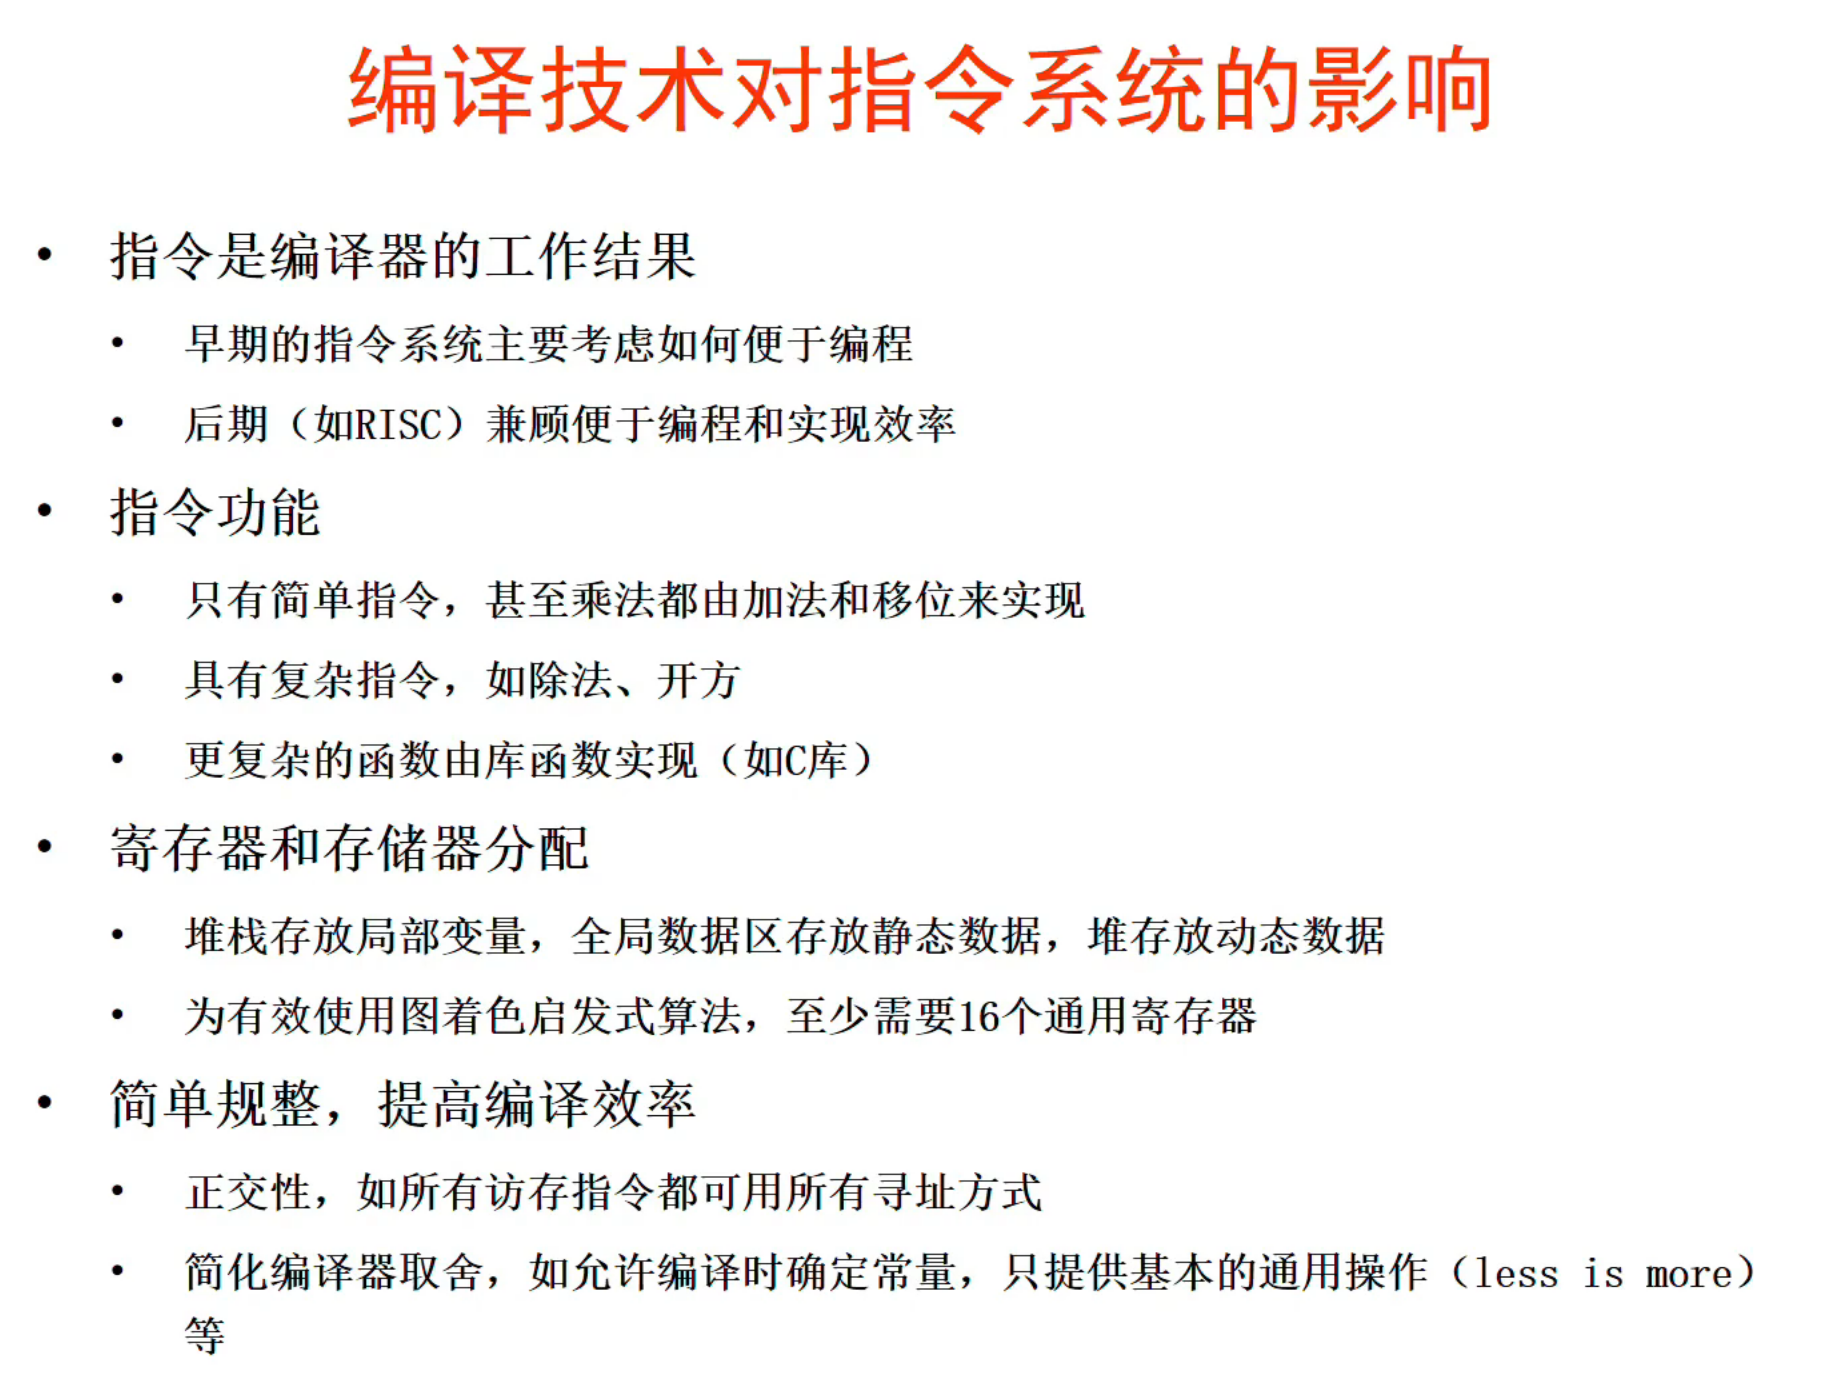 编译技术对指令系统的影响
• 指令是编译器的工作结果
• 早期的指令系统主要考虑如何便于编程
• 后期（如RISC）兼顾便于编程和实现效率
• 指令功能
• 只有简单指令，甚至乘法都由加法和移位来实现
• 具有复杂指令，如除法、开方
• 更复杂的函数由库函数实现（如C库）
• 寄存器和存储器分配
• 堆栈存放局部变量，全局数据区存放静态数据，堆存放动态数据
• 为有效使用图着色启发式算法，至少需要16个通用寄存器
• 简单规整，提高编译效率
• 正交性，如所有访存指令都可用所有寻址方式
• 简化编译器取舍，如允许编译时确定常量，只提供基本的通用操作（less is more）
等